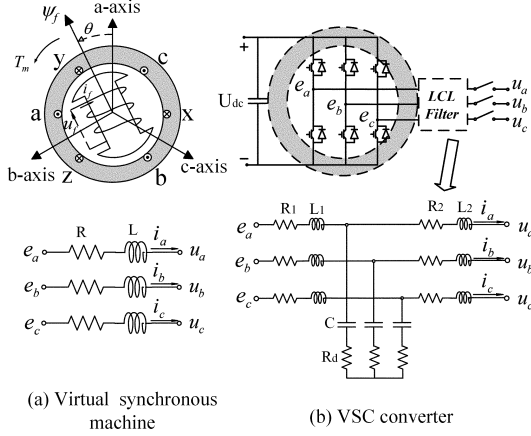 a-axis
ψf
θ
Tm
y
c
a
if
uf
x
z
b
b-axis
c-axis
R
L
ea
ia
ua
eb
ib
ub
ec
ic
uc
(a) Virtual synchronous
machine
+
Udc
−
ea
eb
ec
LCL
Filter
ua
ub
uc
R1
L1
R2
L2
ea
ia
ua
eb
ib
ub
ec
ic
uc
C
Rd
(b) VSC converter